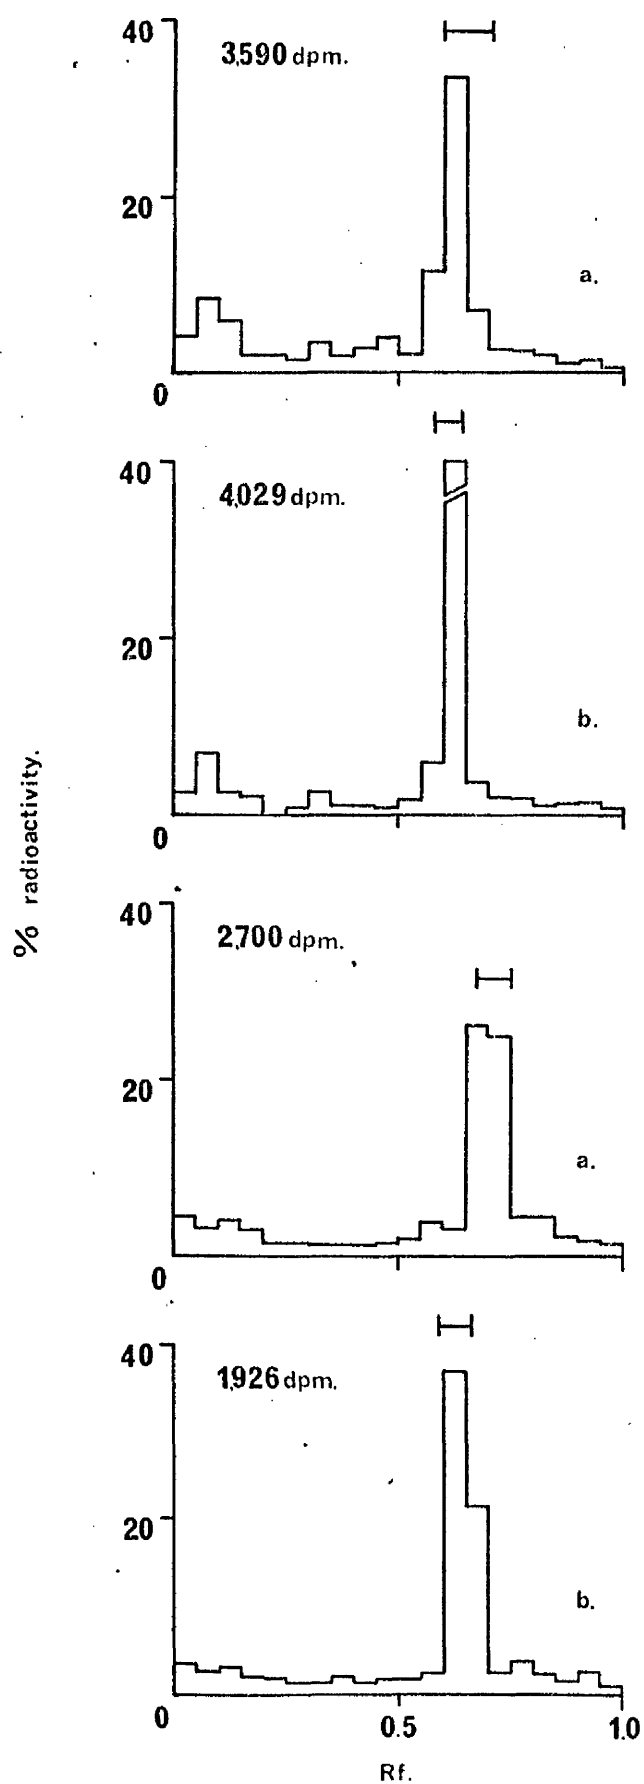 40
3,590 dpm.
20
a.
0
40
4,029 dpm.
20
b.
0
% radioactivity.
40
2,700 dpm.
20
a.
0
40
1,926 dpm.
20
b.
0
0.5
1.0
Rf.